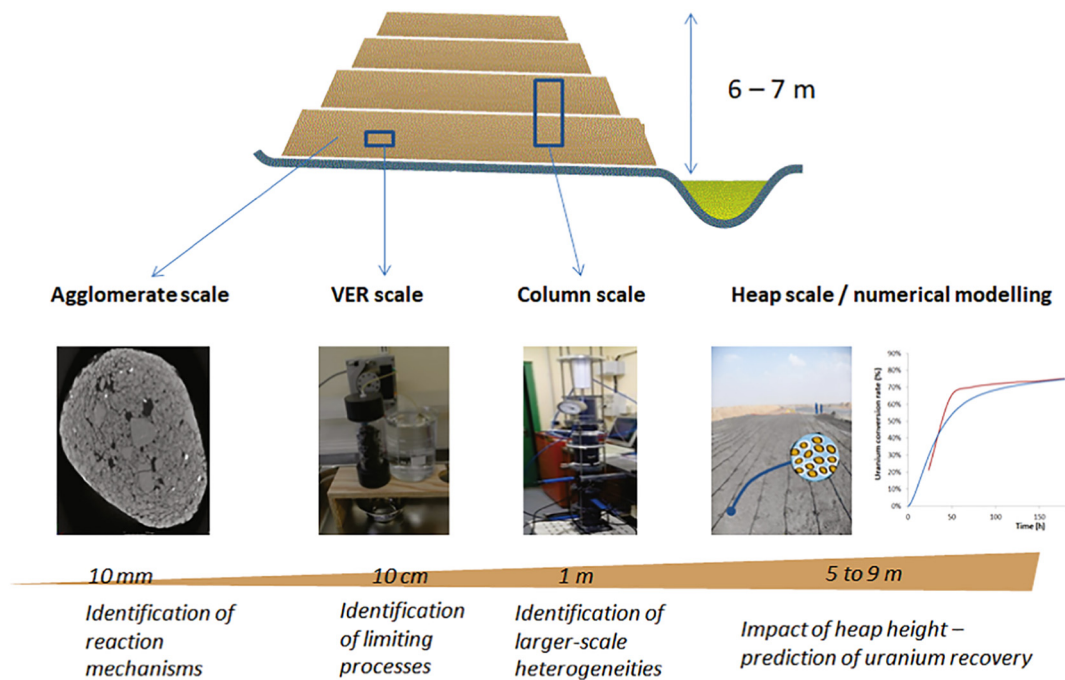 6 – 7 m
Agglomerate scale
VER scale
Column scale
Heap scale / numerical modelling
Uranium conversion rate [%]
90%
80%
70%
60%
50%
40%
30%
20%
10%
0%
0
50
100
150
Time [h]
10 mm
10 cm
1 m
5 to 9 m
Identification of
reaction
mechanisms
Identification
of limiting
processes
Identification of
larger-scale
heterogeneities
Impact of heap height –
prediction of uranium recovery